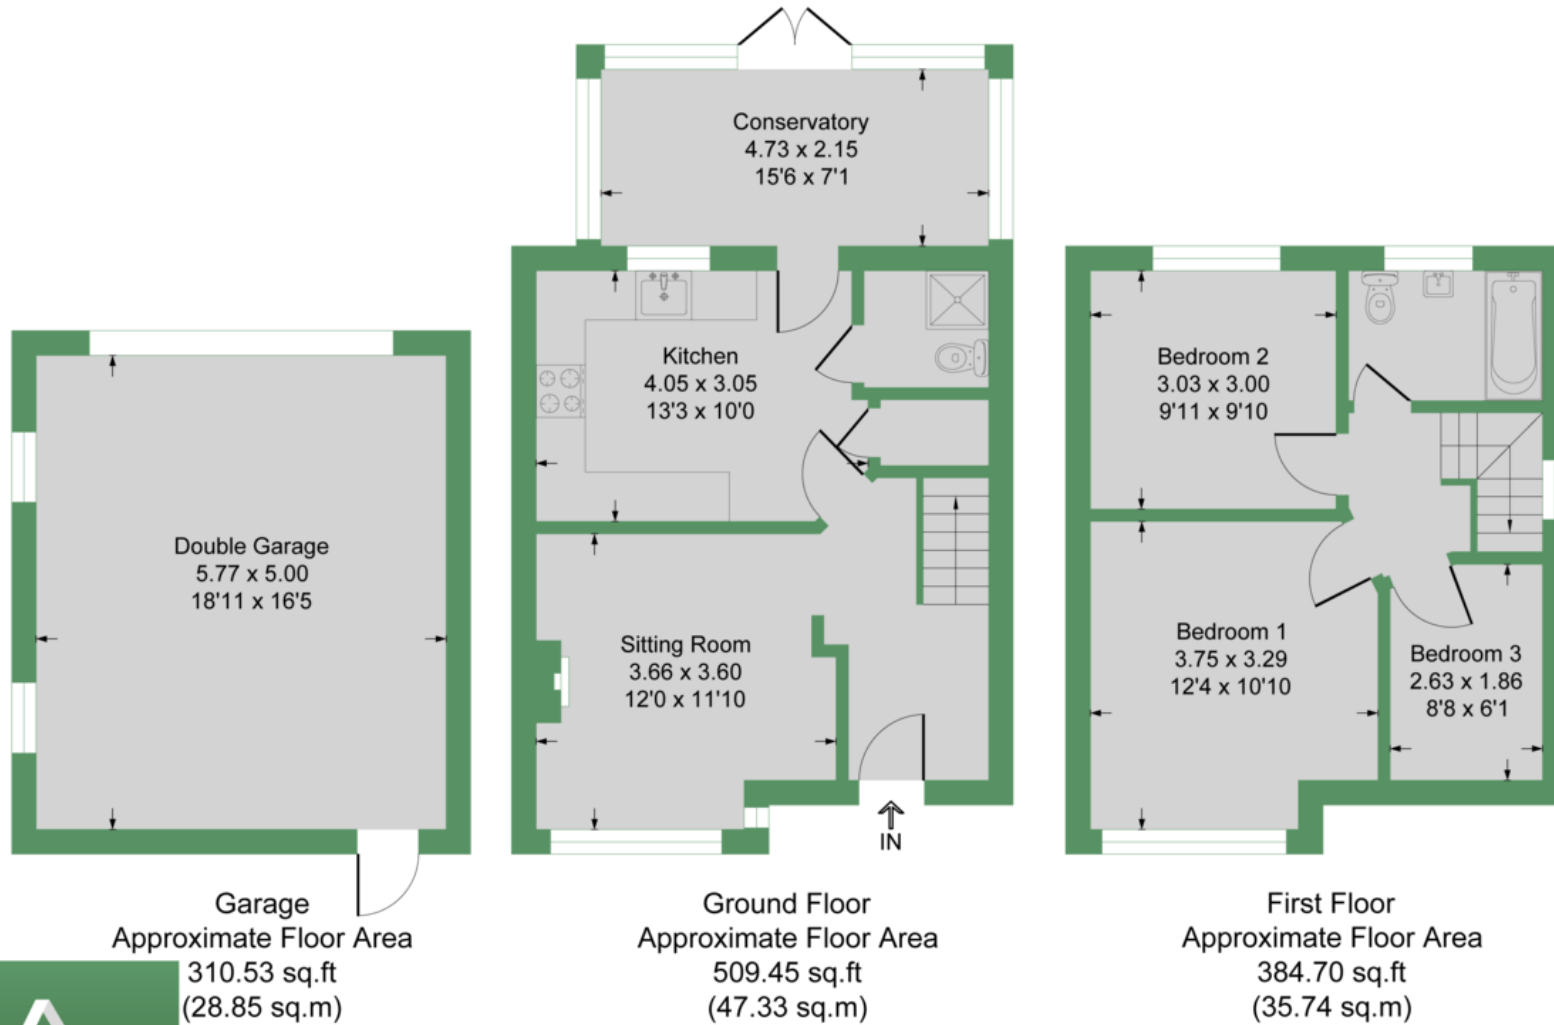 Conservatory
4.73 x 2.15
15'6 x 7'1
Kitchen
4.05 x 3.05
13'3 x 10'0
Bedroom 2
3.03 x 3.00
9'11 x 9'10
Double Garage
5.77 x 5.00
18'11 x 16'5
Sitting Room
3.66 x 3.60
12'0 x 11'10
Bedroom 1
3.75 x 3.29
12'4 x 10'10
Bedroom 3
2.63 x 1.86
8'8 x 6'1
IN
Garage
Approximate Floor Area
310.53 sq.ft
(28.85 sq.m)
Ground Floor
Approximate Floor Area
509.45 sq.ft
(47.33 sq.m)
First Floor
Approximate Floor Area
384.70 sq.ft
(35.74 sq.m)